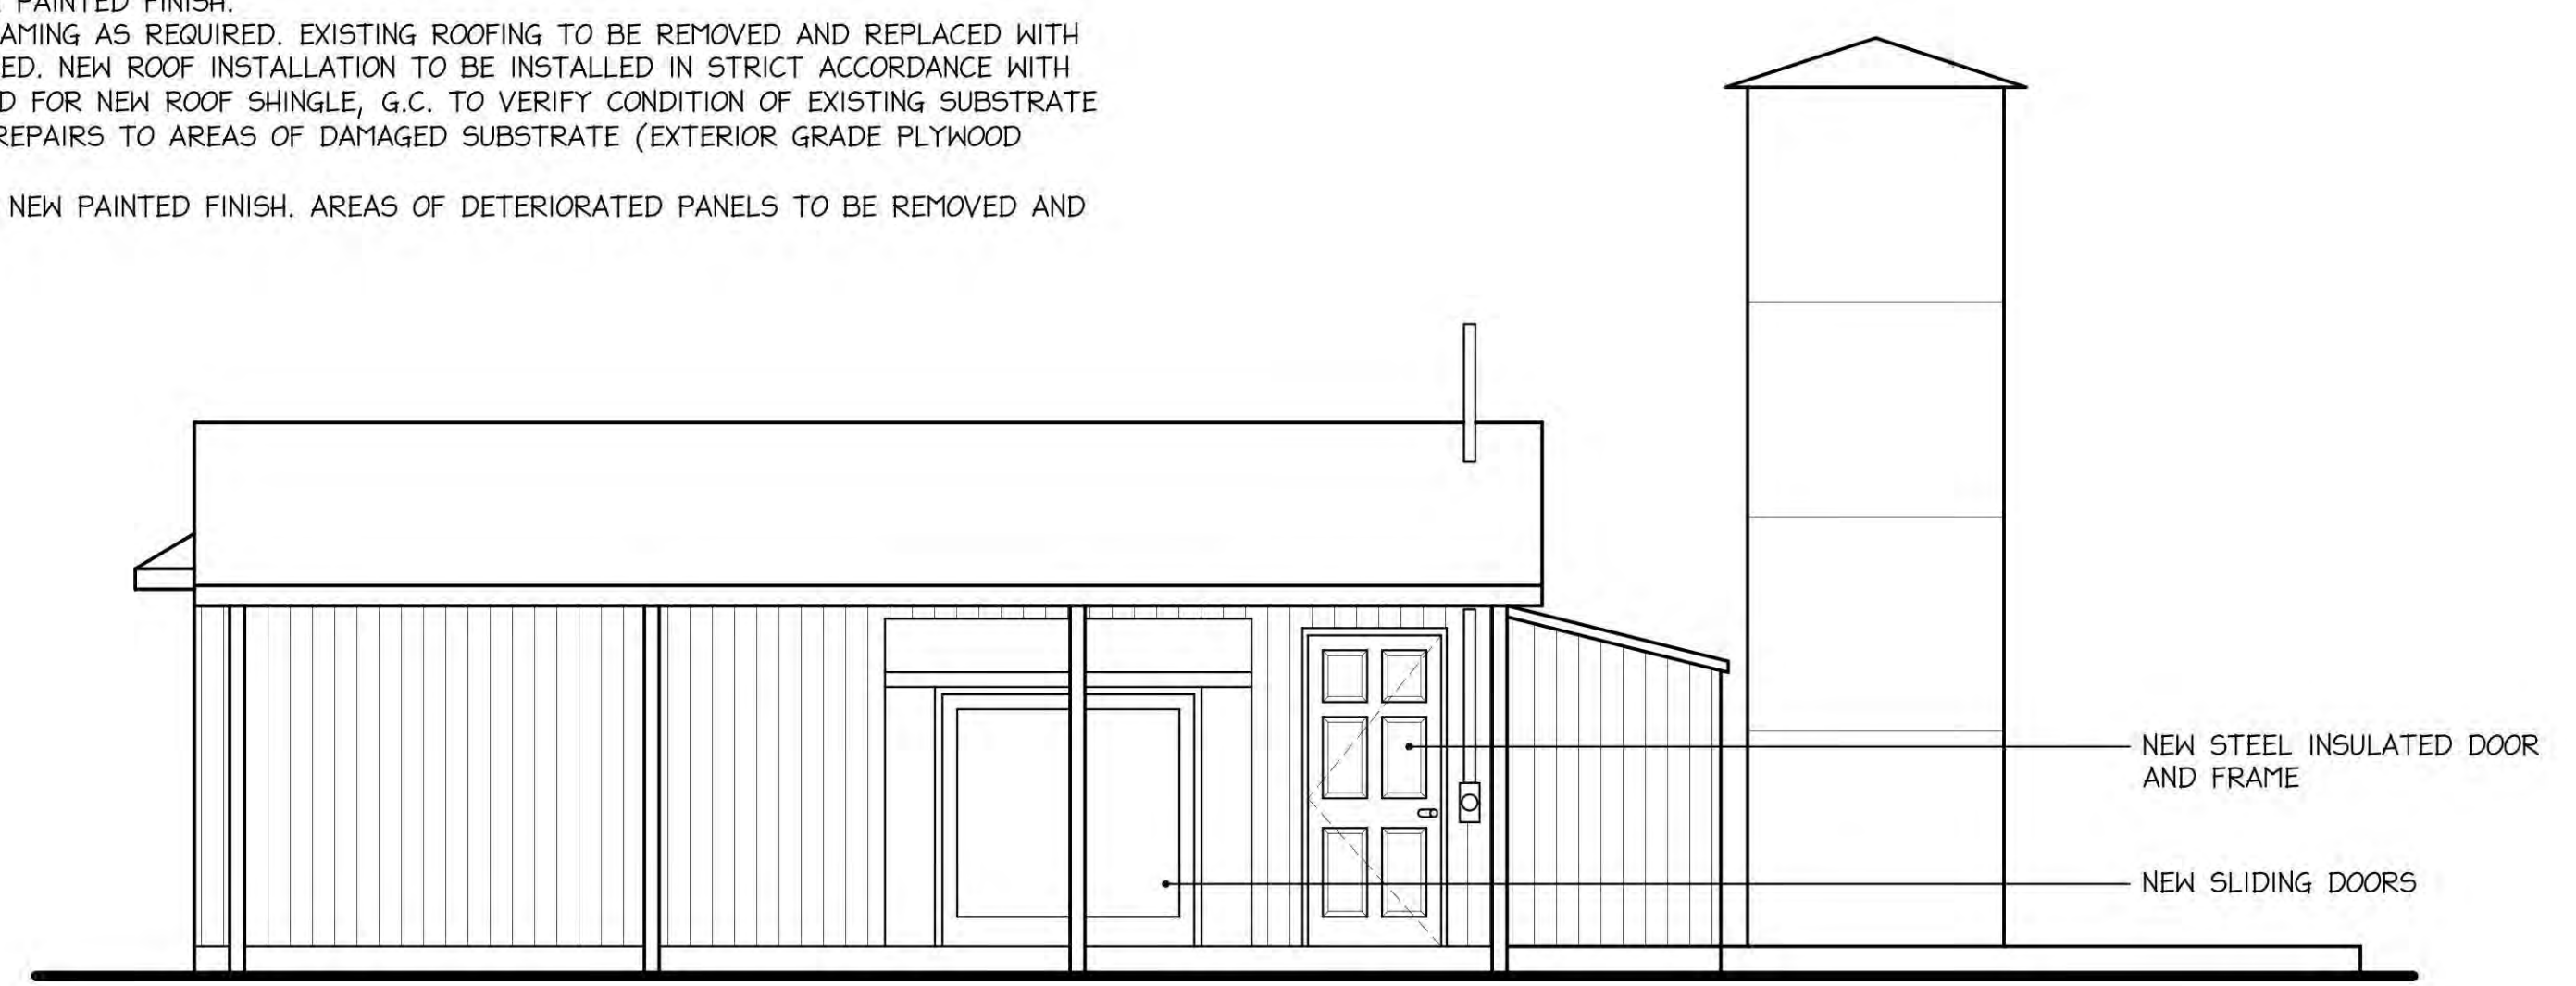 PAINTED FINISH.
AMING AS REQUIRED. EXISTING ROOFING TO BE REMOVED AND REPLACED WITH
ED. NEW ROOF INSTALLATION TO BE INSTALLED IN STRICT ACCORDANCE WITH
D FOR NEW ROOF SHINGLE, G.C. TO VERIFY CONDITION OF EXISTING SUBSTRATE
REPAIRS TO AREAS OF DAMAGED SUBSTRATE (EXTERIOR GRADE PLYWOOD
NEW PAINTED FINISH. AREAS OF DETERIORATED PANELS TO BE REMOVED AND
NEW STEEL INSULATED DOOR
AND FRAME
NEW SLIDING DOORS